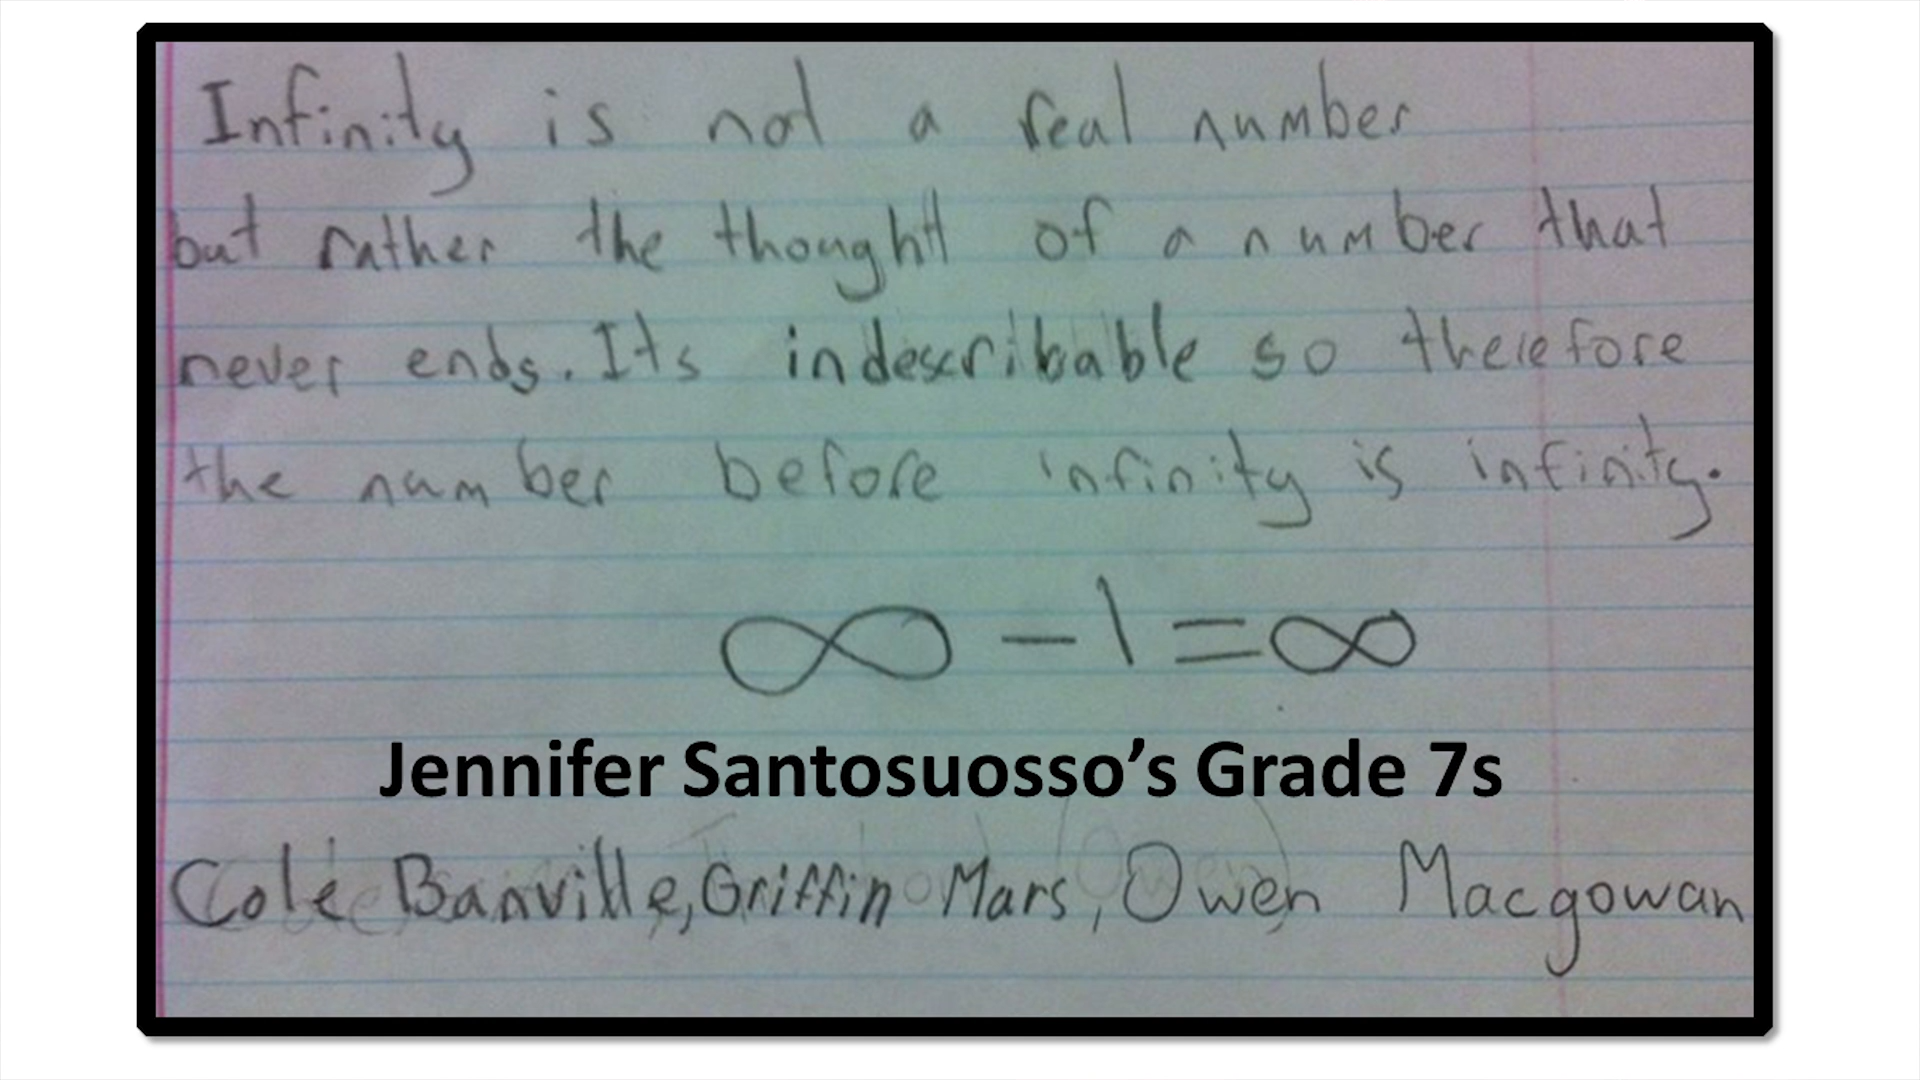 Infinity is not a real number
but rather the thought of a number that
never ends. Its indescribable so therefore
the number before infinity is infinity.
∞ - 1 = ∞
Jennifer Santosuosso’s Grade 7s
Cole Banville, Griffin Mars, Owen Macgowan